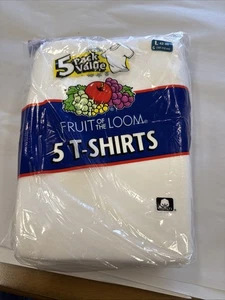 5 Pack
Value
FRUIT OF THE LOOM
5 T-SHIRTS